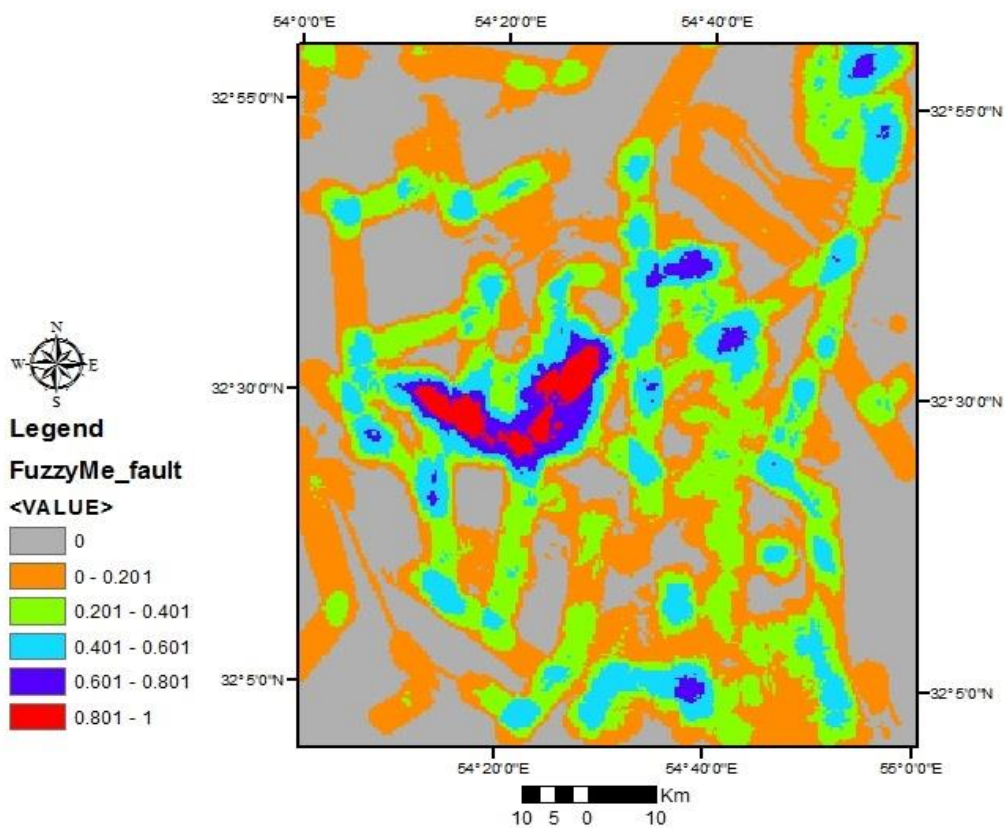 54°0'0"E 54°20'0"E 54°40'0"E
32°55'0"N
32°55'0"N
N
W E
S
32°30'0"N
32°30'0"N
Legend
FuzzyMe_fault
<VALUE>
0
0 - 0.201
0.201 - 0.401
0.401 - 0.601
0.601 - 0.801
0.801 - 1
32°5'0"N
32°5'0"N
54°20'0"E 54°40'0"E 55°0'0"E
Km
10 5 0 10